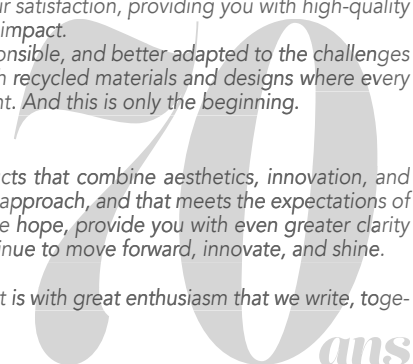 ur satisfaction, providing you with high-quality
impact.
onsible, and better adapted to the challenges
n recycled materials and designs where every
nt. And this is only the beginning.
cts that combine aesthetics, innovation, and
approach, and that meets the expectations of
e hope, provide you with even greater clarity
nue to move forward, innovate, and shine.
t is with great enthusiasm that we write, toge-
70
ans